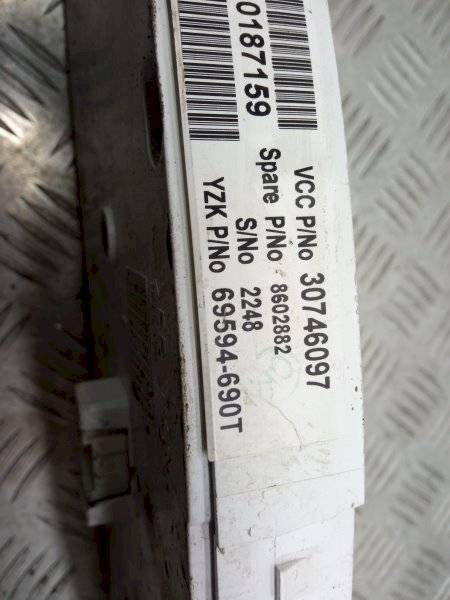 0187159
VCC P/No 30746097
Spare P/No 8602882
S/No 2248
YZK P/No 69594-690T